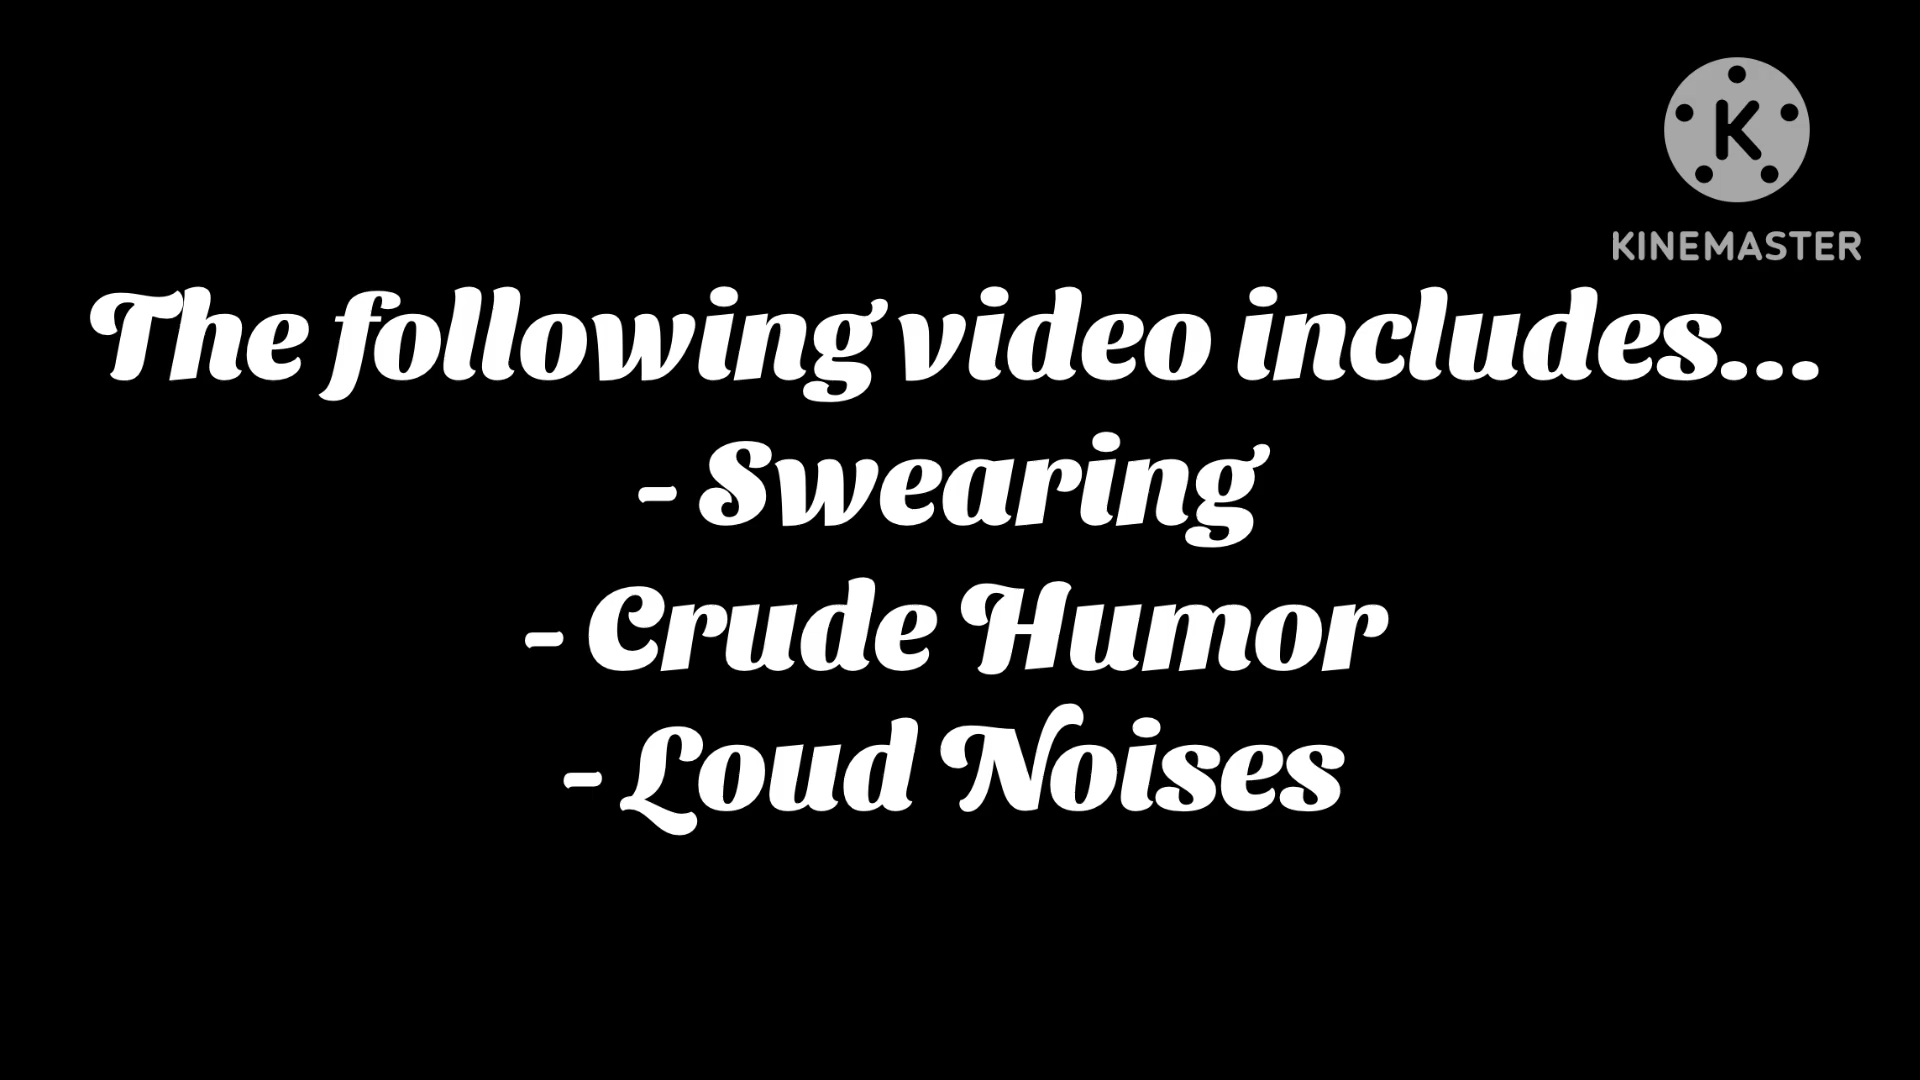 K
KINEMASTER
The following video includes...
- Swearing
- Crude Humor
- Loud Noises